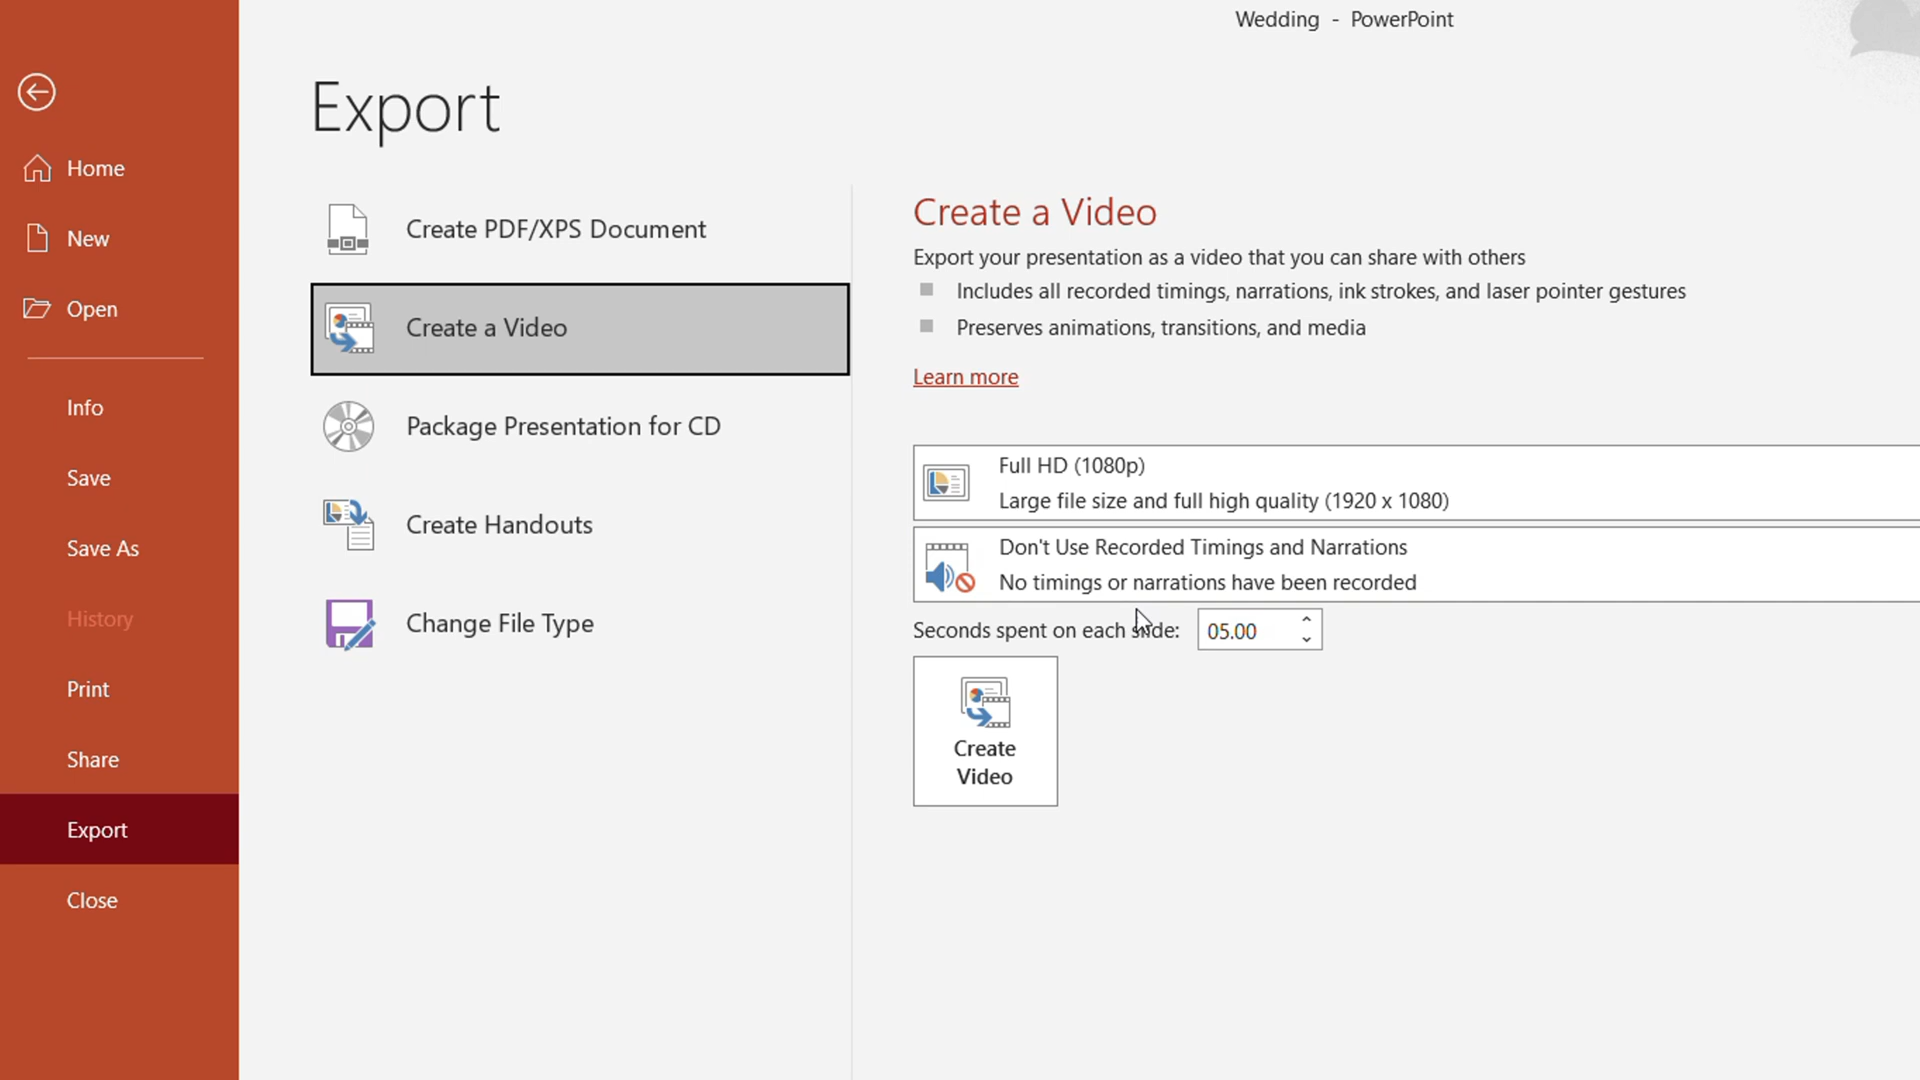 Wedding - PowerPoint
Export
Home
New
Open
Info
Save
Save As
History
Print
Share
Export
Close
Create PDF/XPS Document
Create a Video
Package Presentation for CD
Create Handouts
Change File Type
Create a Video
Export your presentation as a video that you can share with others
Includes all recorded timings, narrations, ink strokes, and laser pointer gestures
Preserves animations, transitions, and media
Learn more
Full HD (1080p)
Large file size and full high quality (1920 x 1080)
Don't Use Recorded Timings and Narrations
No timings or narrations have been recorded
Seconds spent on each slide: 05.00
Create
Video